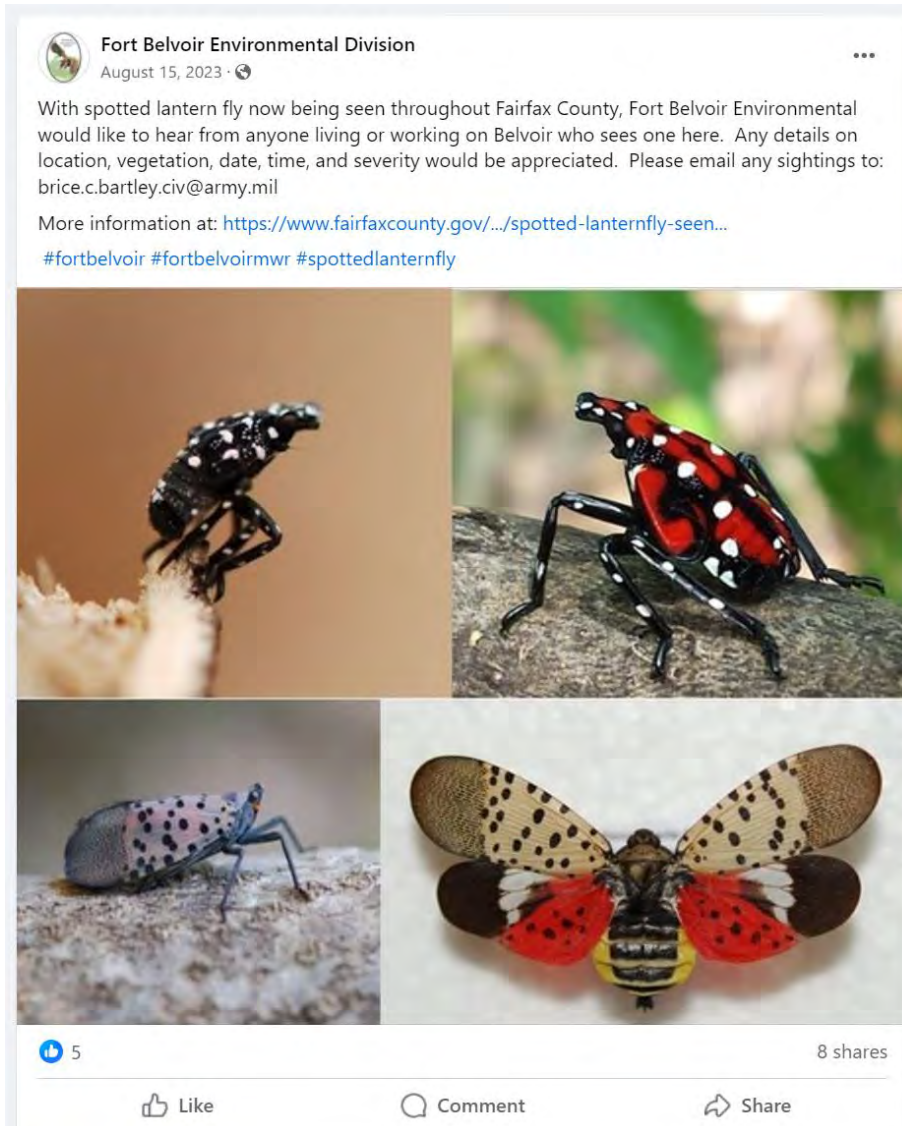 Fort Belvoir Environmental Division
August 15, 2023 ·
With spotted lantern fly now being seen throughout Fairfax County, Fort Belvoir Environmental
would like to hear from anyone living or working on Belvoir who sees one here.  Any details on
location, vegetation, date, time, and severity would be appreciated.  Please email any sightings to:
brice.c.bartley.civ@army.mil
More information at: https://www.fairfaxcounty.gov/.../spotted-lanternfly-seen...
#fortbelvoir #fortbelvoirmwr #spottedlanternfly
5
8 shares
Like
Comment
Share